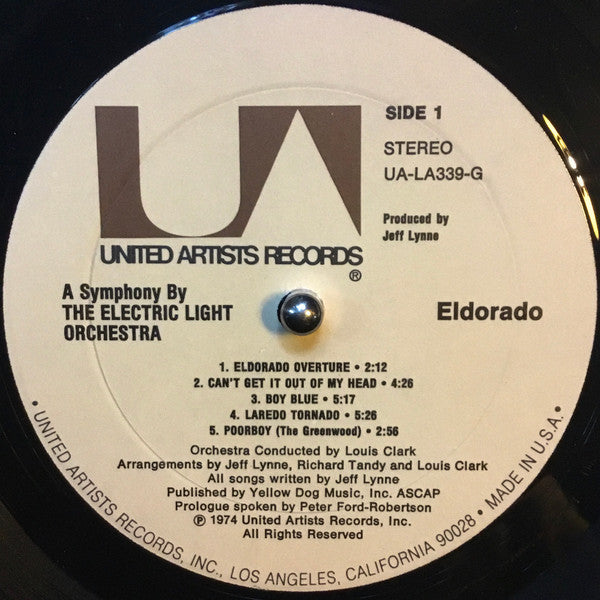 UA
SIDE 1
STEREO
UA-LA339-G
Produced by
Jeff Lynne
UNITED ARTISTS RECORDS
®
A Symphony By
THE ELECTRIC LIGHT
ORCHESTRA
Eldorado
1. ELDORADO OVERTURE • 2:12
2. CAN'T GET IT OUT OF MY HEAD • 4:26
3. BOY BLUE • 5:17
4. LAREDO TORNADO • 5:26
5. POORBOY (The Greenwood) • 2:56
Orchestra Conducted by Louis Clark
Arrangements by Jeff Lynne, Richard Tandy and Louis Clark
All songs written by Jeff Lynne
Published by Yellow Dog Music, Inc. ASCAP
Prologue spoken by Peter Ford-Robertson
℗ 1974 United Artists Records, Inc.
All Rights Reserved
• UNITED ARTISTS RECORDS, INC., LOS ANGELES, CALIFORNIA 90028 • MADE IN U.S.A. •